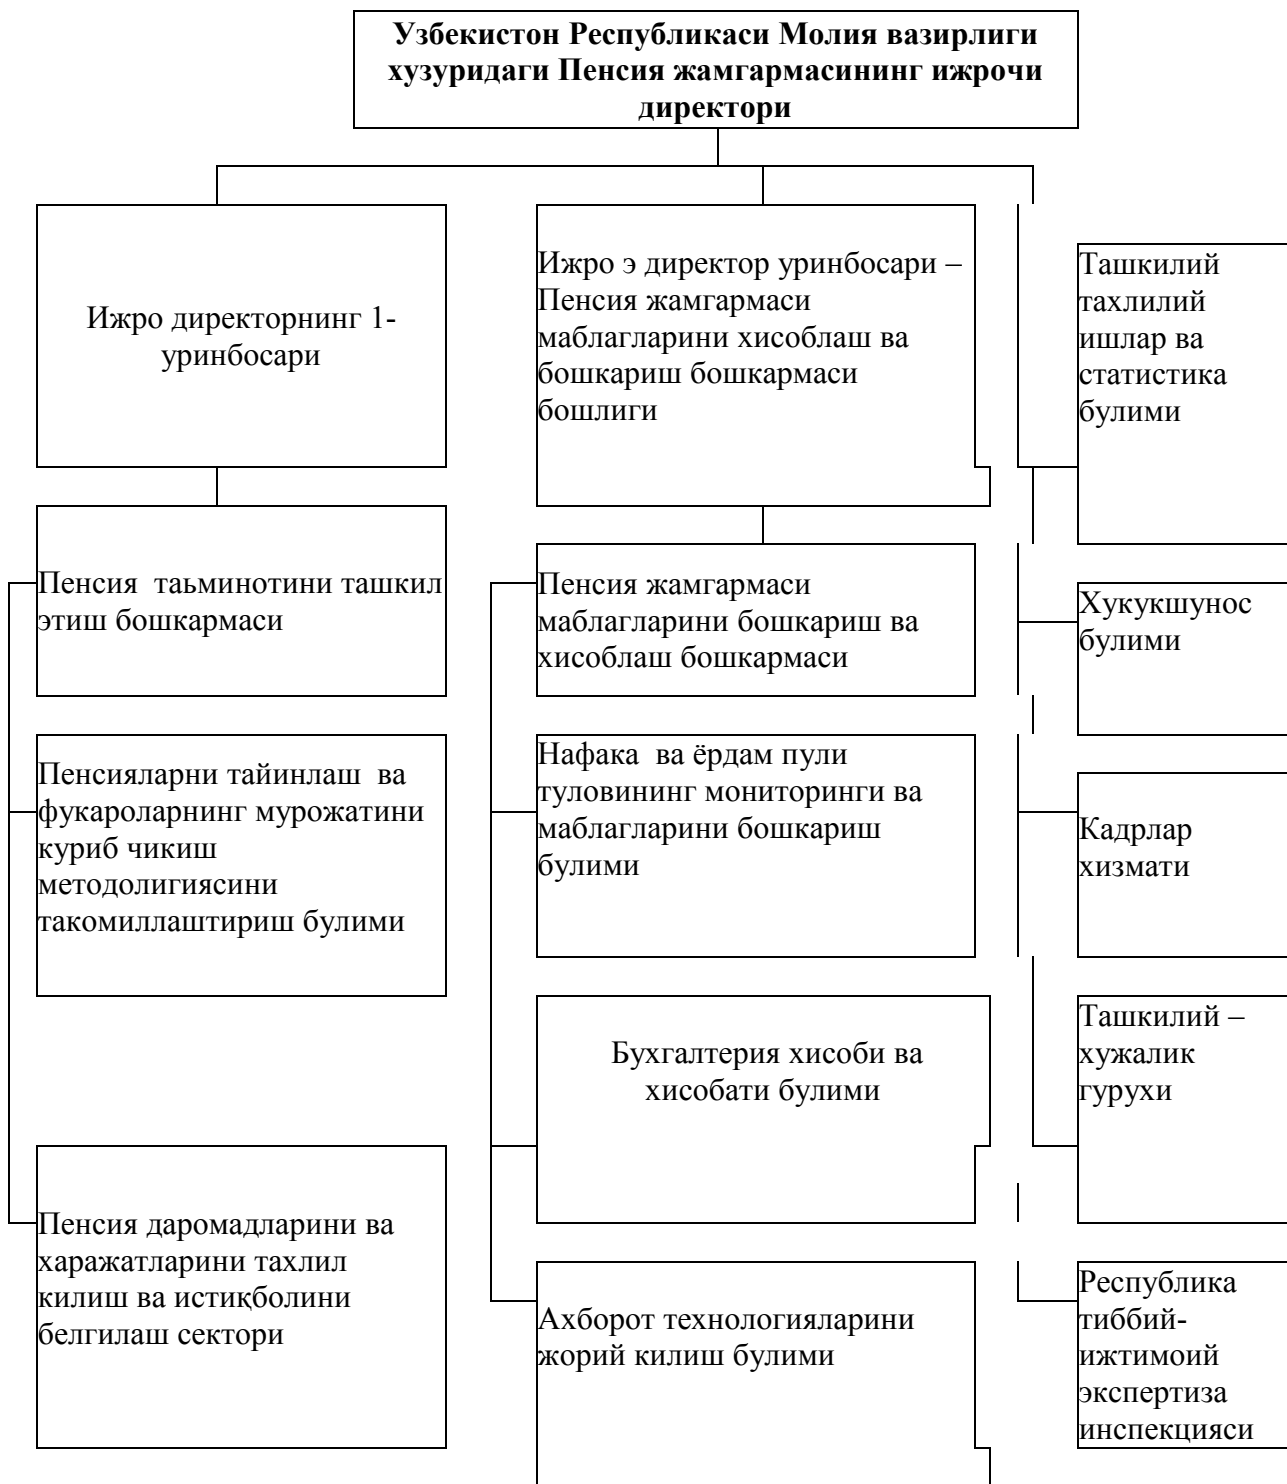 Узбекистон Республикаси Молия вазирлиги
хузуридаги Пенсия жамгармасининг ижрочи
директори
Ижро директорнинг 1-
уринбосари
Ижро э директор уринбосари –
Пенсия жамгармаси
маблагларини хисоблаш ва
бошкариш бошкармаси
бошлиги
Ташкилий
тахлилий
ишлар ва
статистика
булими
Пенсия таьминотини ташкил
этиш бошкармаси
Пенсия жамгармаси
маблагларини бошкариш ва
хисоблаш бошкармаси
Хукукшунос
булими
Пенсияларни тайинлаш ва
фукароларнинг мурожатини
куриб чикиш
методолигиясини
такомиллаштириш булими
Нафака ва ёрдам пули
туловининг мониторинги ва
маблагларини бошкариш
булими
Кадрлар
хизмати
Бухгалтерия хисоби ва
хисобати булими
Ташкилий –
хужалик
гурухи
Пенсия даромадларини ва
харажатларини тахлил
килиш ва истиқболини
белгилаш сектори
Ахборот технологияларини
жорий килиш булими
Республика
тиббий-
ижтимоий
экспертиза
инспекцияси